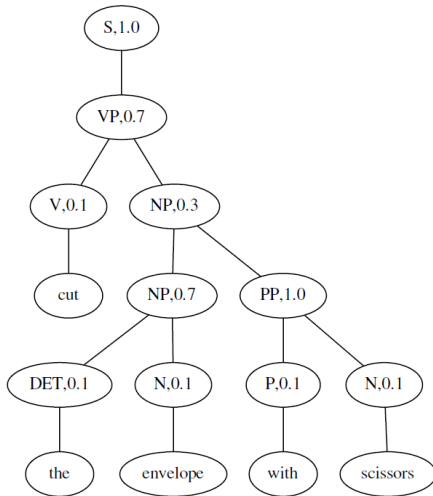 S,1.0
VP,0.7
V,0.1 NP,0.3
cut NP,0.7 PP,1.0
DET,0.1 N,0.1 P,0.1 N,0.1
the envelope with scissors